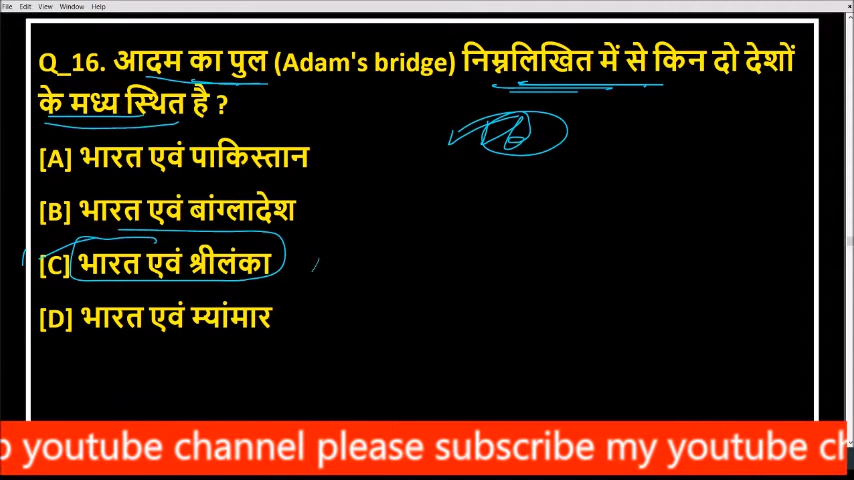 File Edit View Window Help
Q_16. आदम का पुल (Adam's bridge) निम्नलिखित में से किन दो देशों
के मध्य स्थित है ?
[A] भारत एवं पाकिस्तान
[B] भारत एवं बांग्लादेश
[C] भारत एवं श्रीलंका
[D] भारत एवं म्यांमार
youtube channel please subscribe my youtube